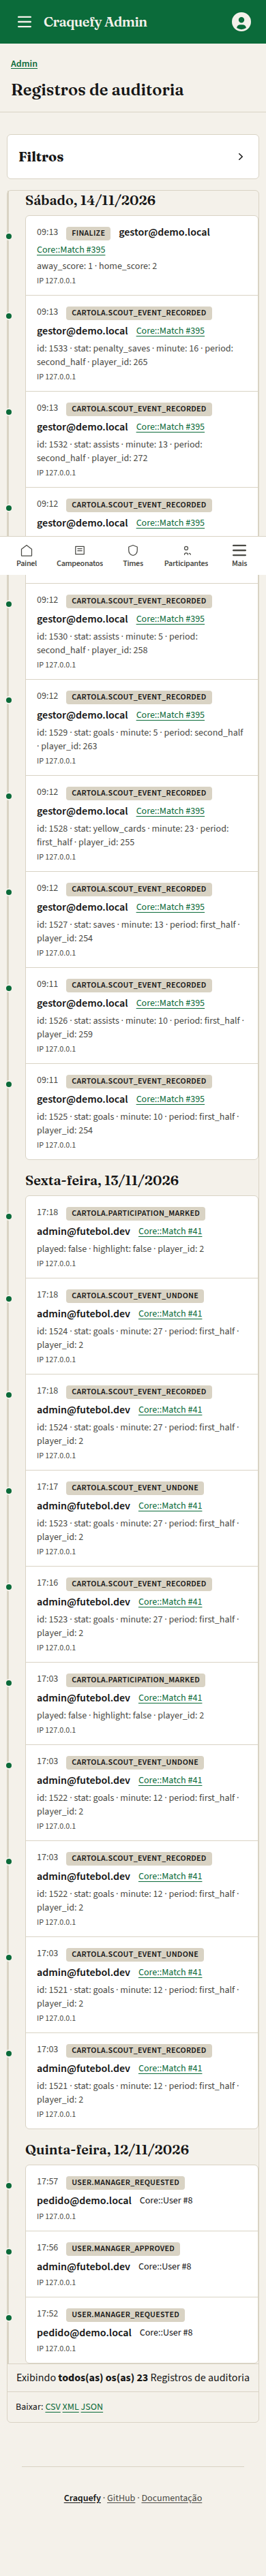 Craquefy Admin
Admin
Registros de auditoria
Filtros
Sábado, 14/11/2026
09:13 FINALIZE gestor@demo.local
Core::Match #395
away_score: 1 · home_score: 2
IP 127.0.0.1
09:13 CARTOLA.SCOUT_EVENT_RECORDED
gestor@demo.local Core::Match #395
id: 1533 · stat: penalty_saves · minute: 16 · period:
second_half · player_id: 265
IP 127.0.0.1
09:13 CARTOLA.SCOUT_EVENT_RECORDED
gestor@demo.local Core::Match #395
id: 1532 · stat: assists · minute: 13 · period:
second_half · player_id: 272
IP 127.0.0.1
09:12 CARTOLA.SCOUT_EVENT_RECORDED
gestor@demo.local Core::Match #395
Painel Campeonatos Times Participantes Mais
09:12 CARTOLA.SCOUT_EVENT_RECORDED
gestor@demo.local Core::Match #395
id: 1530 · stat: assists · minute: 5 · period:
second_half · player_id: 258
IP 127.0.0.1
09:12 CARTOLA.SCOUT_EVENT_RECORDED
gestor@demo.local Core::Match #395
id: 1529 · stat: goals · minute: 5 · period: second_half
· player_id: 263
IP 127.0.0.1
09:12 CARTOLA.SCOUT_EVENT_RECORDED
gestor@demo.local Core::Match #395
id: 1528 · stat: yellow_cards · minute: 23 · period:
first_half · player_id: 255
IP 127.0.0.1
09:12 CARTOLA.SCOUT_EVENT_RECORDED
gestor@demo.local Core::Match #395
id: 1527 · stat: saves · minute: 13 · period: first_half ·
player_id: 254
IP 127.0.0.1
09:11 CARTOLA.SCOUT_EVENT_RECORDED
gestor@demo.local Core::Match #395
id: 1526 · stat: assists · minute: 10 · period: first_half ·
player_id: 259
IP 127.0.0.1
09:11 CARTOLA.SCOUT_EVENT_RECORDED
gestor@demo.local Core::Match #395
id: 1525 · stat: goals · minute: 10 · period: first_half ·
player_id: 254
IP 127.0.0.1
Sexta-feira, 13/11/2026
17:18 CARTOLA.PARTICIPATION_MARKED
admin@futebol.dev Core::Match #41
played: false · highlight: false · player_id: 2
IP 127.0.0.1
17:18 CARTOLA.SCOUT_EVENT_UNDONE
admin@futebol.dev Core::Match #41
id: 1524 · stat: goals · minute: 27 · period: first_half ·
player_id: 2
IP 127.0.0.1
17:18 CARTOLA.SCOUT_EVENT_RECORDED
admin@futebol.dev Core::Match #41
id: 1524 · stat: goals · minute: 27 · period: first_half ·
player_id: 2
IP 127.0.0.1
17:17 CARTOLA.SCOUT_EVENT_UNDONE
admin@futebol.dev Core::Match #41
id: 1523 · stat: goals · minute: 27 · period: first_half ·
player_id: 2
IP 127.0.0.1
17:16 CARTOLA.SCOUT_EVENT_RECORDED
admin@futebol.dev Core::Match #41
id: 1523 · stat: goals · minute: 27 · period: first_half ·
player_id: 2
IP 127.0.0.1
17:03 CARTOLA.PARTICIPATION_MARKED
admin@futebol.dev Core::Match #41
played: false · highlight: false · player_id: 2
IP 127.0.0.1
17:03 CARTOLA.SCOUT_EVENT_UNDONE
admin@futebol.dev Core::Match #41
id: 1522 · stat: goals · minute: 12 · period: first_half ·
player_id: 2
IP 127.0.0.1
17:03 CARTOLA.SCOUT_EVENT_RECORDED
admin@futebol.dev Core::Match #41
id: 1522 · stat: goals · minute: 12 · period: first_half ·
player_id: 2
IP 127.0.0.1
17:03 CARTOLA.SCOUT_EVENT_UNDONE
admin@futebol.dev Core::Match #41
id: 1521 · stat: goals · minute: 12 · period: first_half ·
player_id: 2
IP 127.0.0.1
17:03 CARTOLA.SCOUT_EVENT_RECORDED
admin@futebol.dev Core::Match #41
id: 1521 · stat: goals · minute: 12 · period: first_half ·
player_id: 2
IP 127.0.0.1
Quinta-feira, 12/11/2026
17:57 USER.MANAGER_REQUESTED
pedido@demo.local Core::User #8
IP 127.0.0.1
17:56 USER.MANAGER_APPROVED
admin@futebol.dev Core::User #8
IP 127.0.0.1
17:52 USER.MANAGER_REQUESTED
pedido@demo.local Core::User #8
IP 127.0.0.1
Exibindo todos(as) os(as) 23 Registros de auditoria
Baixar: CSV XML JSON
Craquefy · GitHub · Documentação